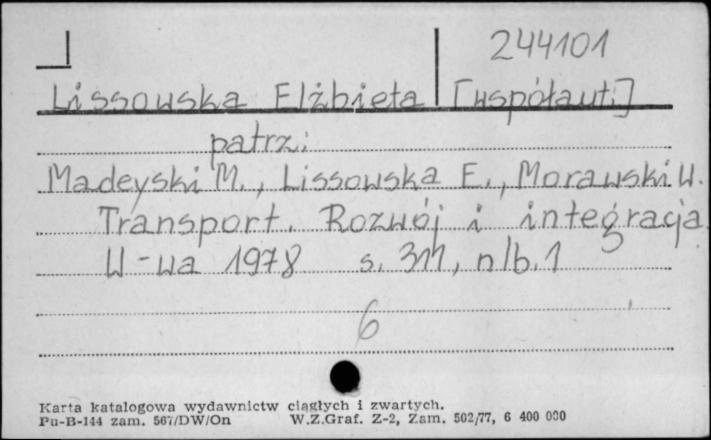 244101
Lissowska Elżbieta [współaut.]
patrz:
Madeyski M., Lissowska E., Morawski W.
Transport. Rozwój i integracja
W-wa 1978 s. 311, nlb. 1
6
Karta katalogowa wydawnictw ciągłych i zwartych.
Pu-B-144 zam. 567/DW/On W.Z.Graf. Z-2, Zam. 502/77, 6 400 000